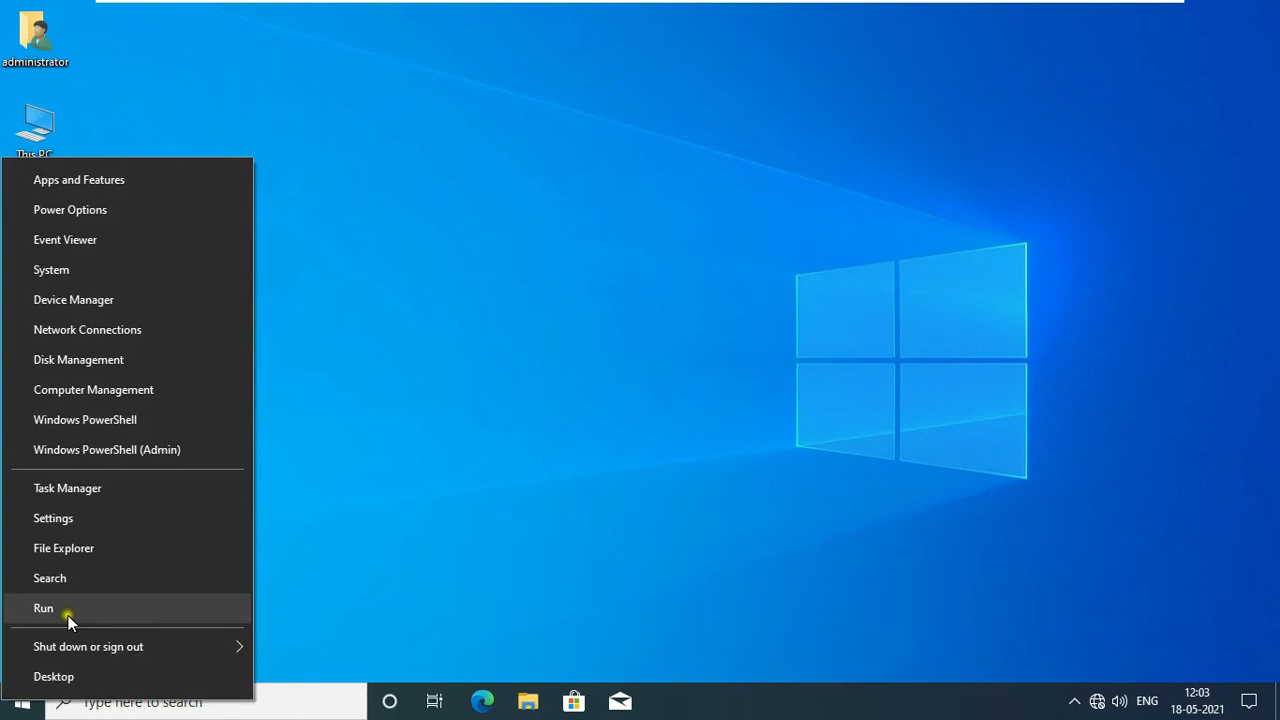 administrator
This PC
Apps and Features
Power Options
Event Viewer
System
Device Manager
Network Connections
Disk Management
Computer Management
Windows PowerShell
Windows PowerShell (Admin)
Task Manager
Settings
File Explorer
Search
Run
Shut down or sign out
Desktop
Type here to search
ENG
12:03
18-05-2021